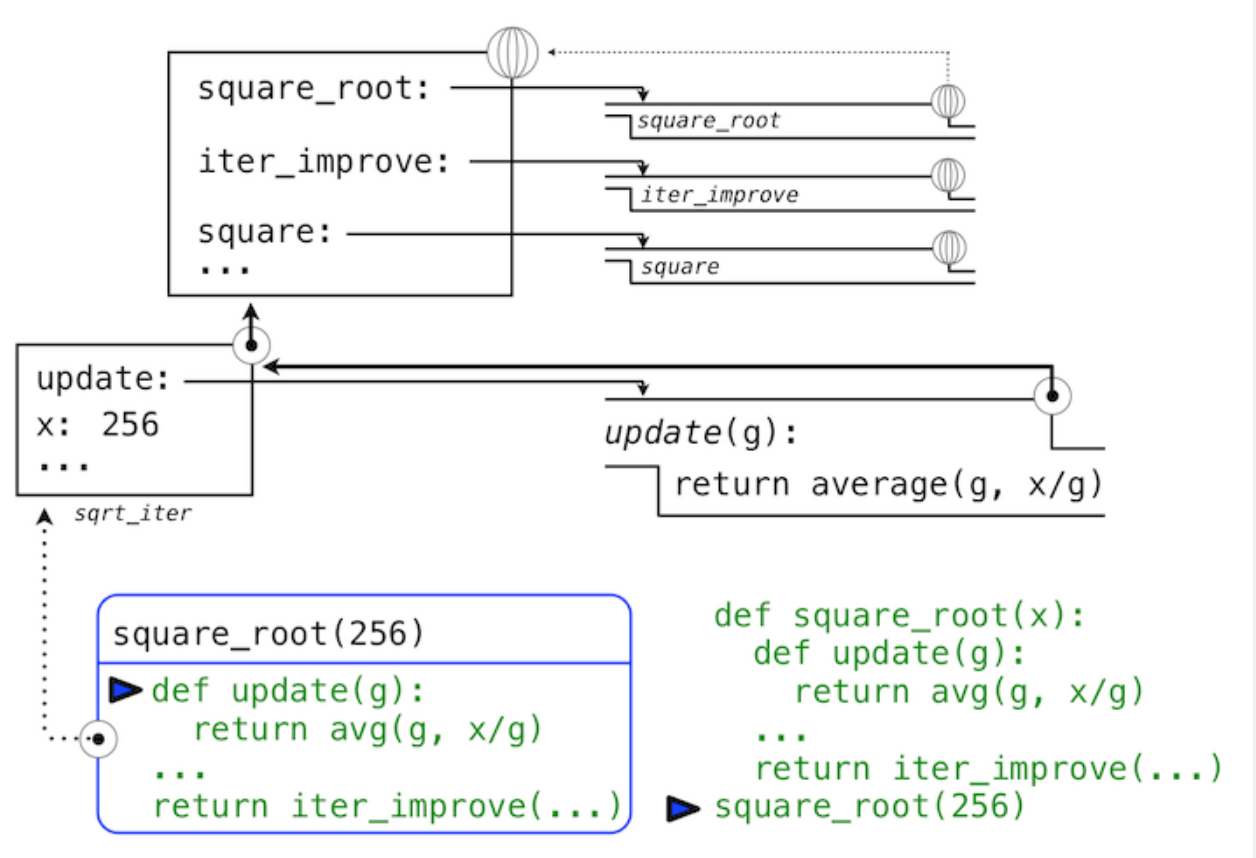 square_root:
square_root
iter_improve:
iter_improve
square:
square
...
update:
x: 256
...
sqrt_iter
update(g):
return average(g, x/g)
square_root(256)
def update(g):
return avg(g, x/g)
...
return iter_improve(...)
def square_root(x):
def update(g):
return avg(g, x/g)
...
return iter_improve(...)
square_root(256)